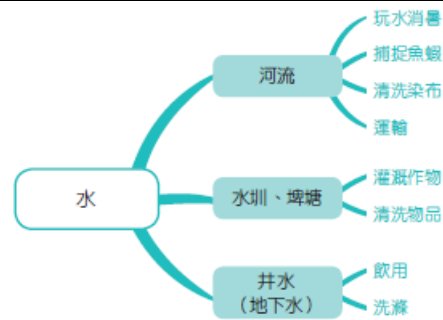 水
河流
玩水消暑
捕捉魚蝦
清洗染布
運輸
水圳、埤塘
灌溉作物
清洗物品
井水
（地下水）
飲用
洗滌